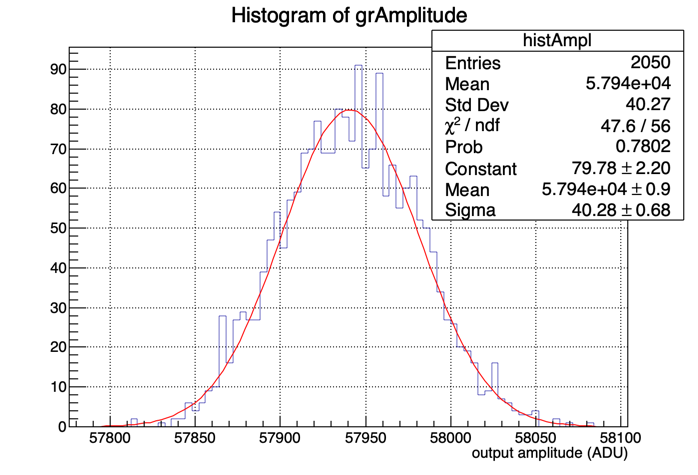 Histogram of grAmplitude
histAmpl
Entries 2050
Mean 5.794e+04
Std Dev 40.27
χ² / ndf 47.6 / 56
Prob 0.7802
Constant 79.78 ± 2.20
Mean 5.794e+04 ± 0.9
Sigma 40.28 ± 0.68
90
80
70
60
50
40
30
20
10
0
57800 57850 57900 57950 58000 58050 58100
output amplitude (ADU)